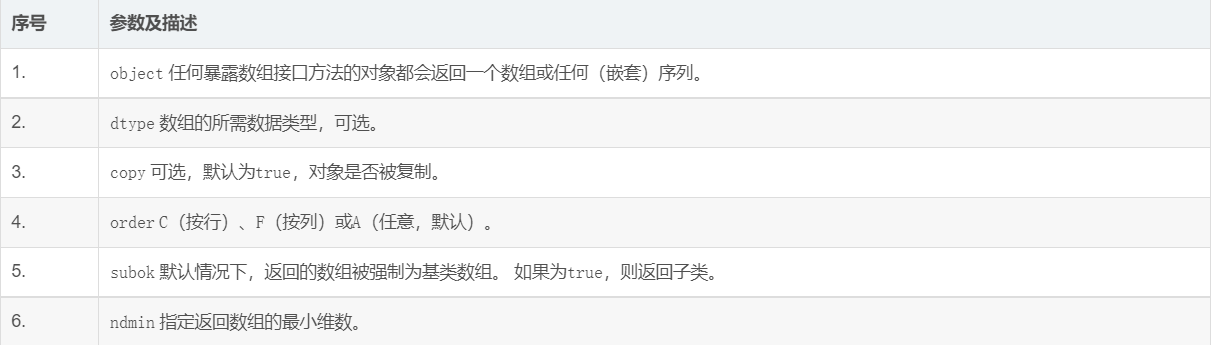 序号 参数及描述
1. object 任何暴露数组接口方法的对象都会返回一个数组或任何（嵌套）序列。
2. dtype 数组的所需数据类型，可选。
3. copy 可选，默认为true，对象是否被复制。
4. order C（按行）、F（按列）或A（任意，默认）。
5. subok 默认情况下，返回的数组被强制为基类数组。 如果为true，则返回子类。
6. ndmin 指定返回数组的最小维数。